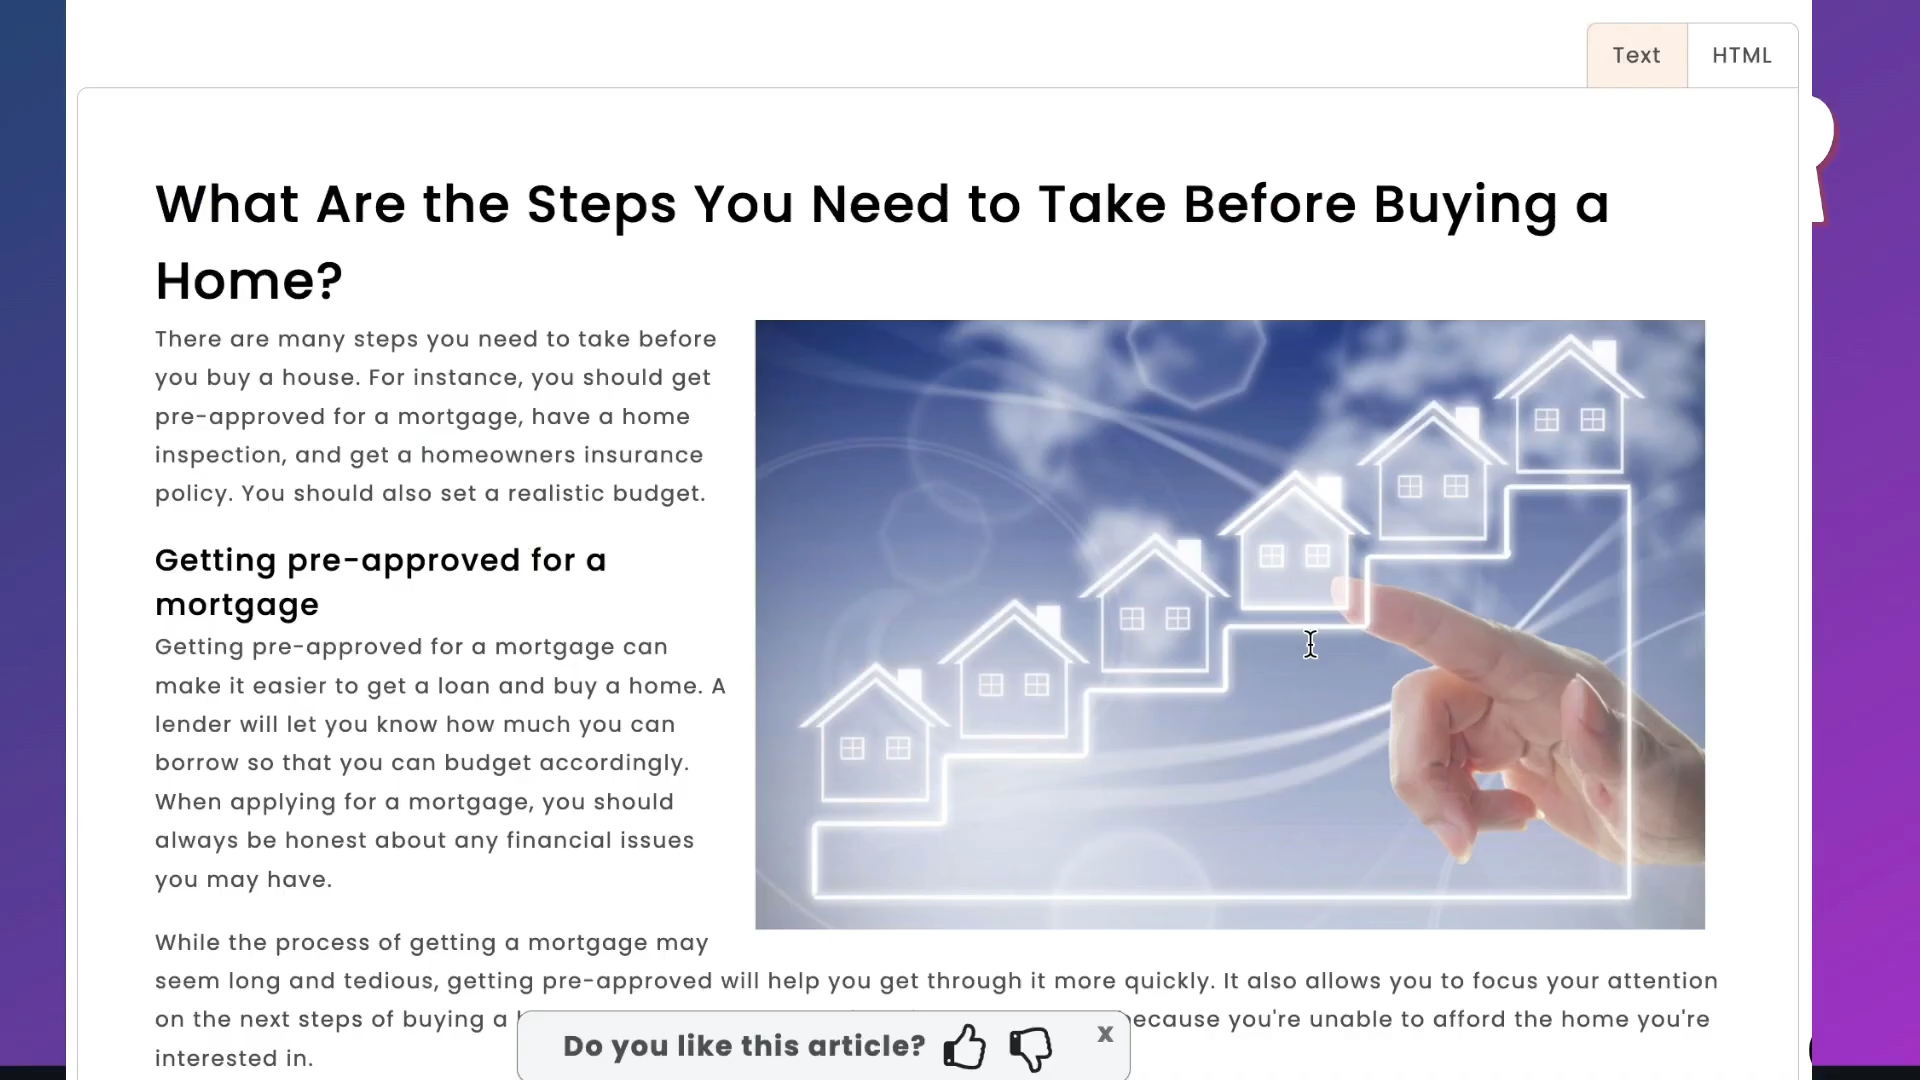 Text
HTML
What Are the Steps You Need to Take Before Buying a
Home?
There are many steps you need to take before
you buy a house. For instance, you should get
pre-approved for a mortgage, have a home
inspection, and get a homeowners insurance
policy. You should also set a realistic budget.
Getting pre-approved for a
mortgage
Getting pre-approved for a mortgage can
make it easier to get a loan and buy a home. A
lender will let you know how much you can
borrow so that you can budget accordingly.
When applying for a mortgage, you should
always be honest about any financial issues
you may have.
While the process of getting a mortgage may
seem long and tedious, getting pre-approved will help you get through it more quickly. It also allows you to focus your attention
on the next steps of buying a
you're unable to afford the home you're
interested in.
Do you like this article?
x